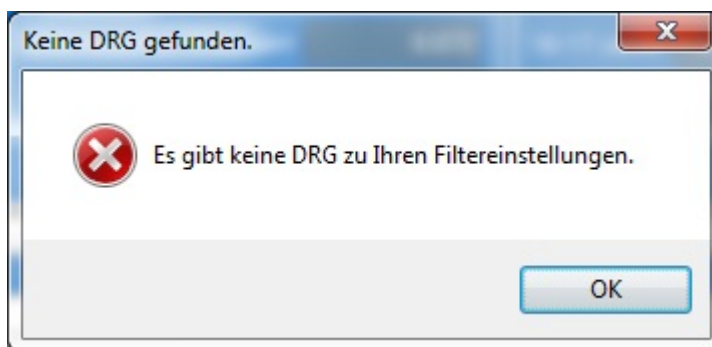 Keine DRG gefunden.
Es gibt keine DRG zu Ihren Filtereinstellungen.
OK